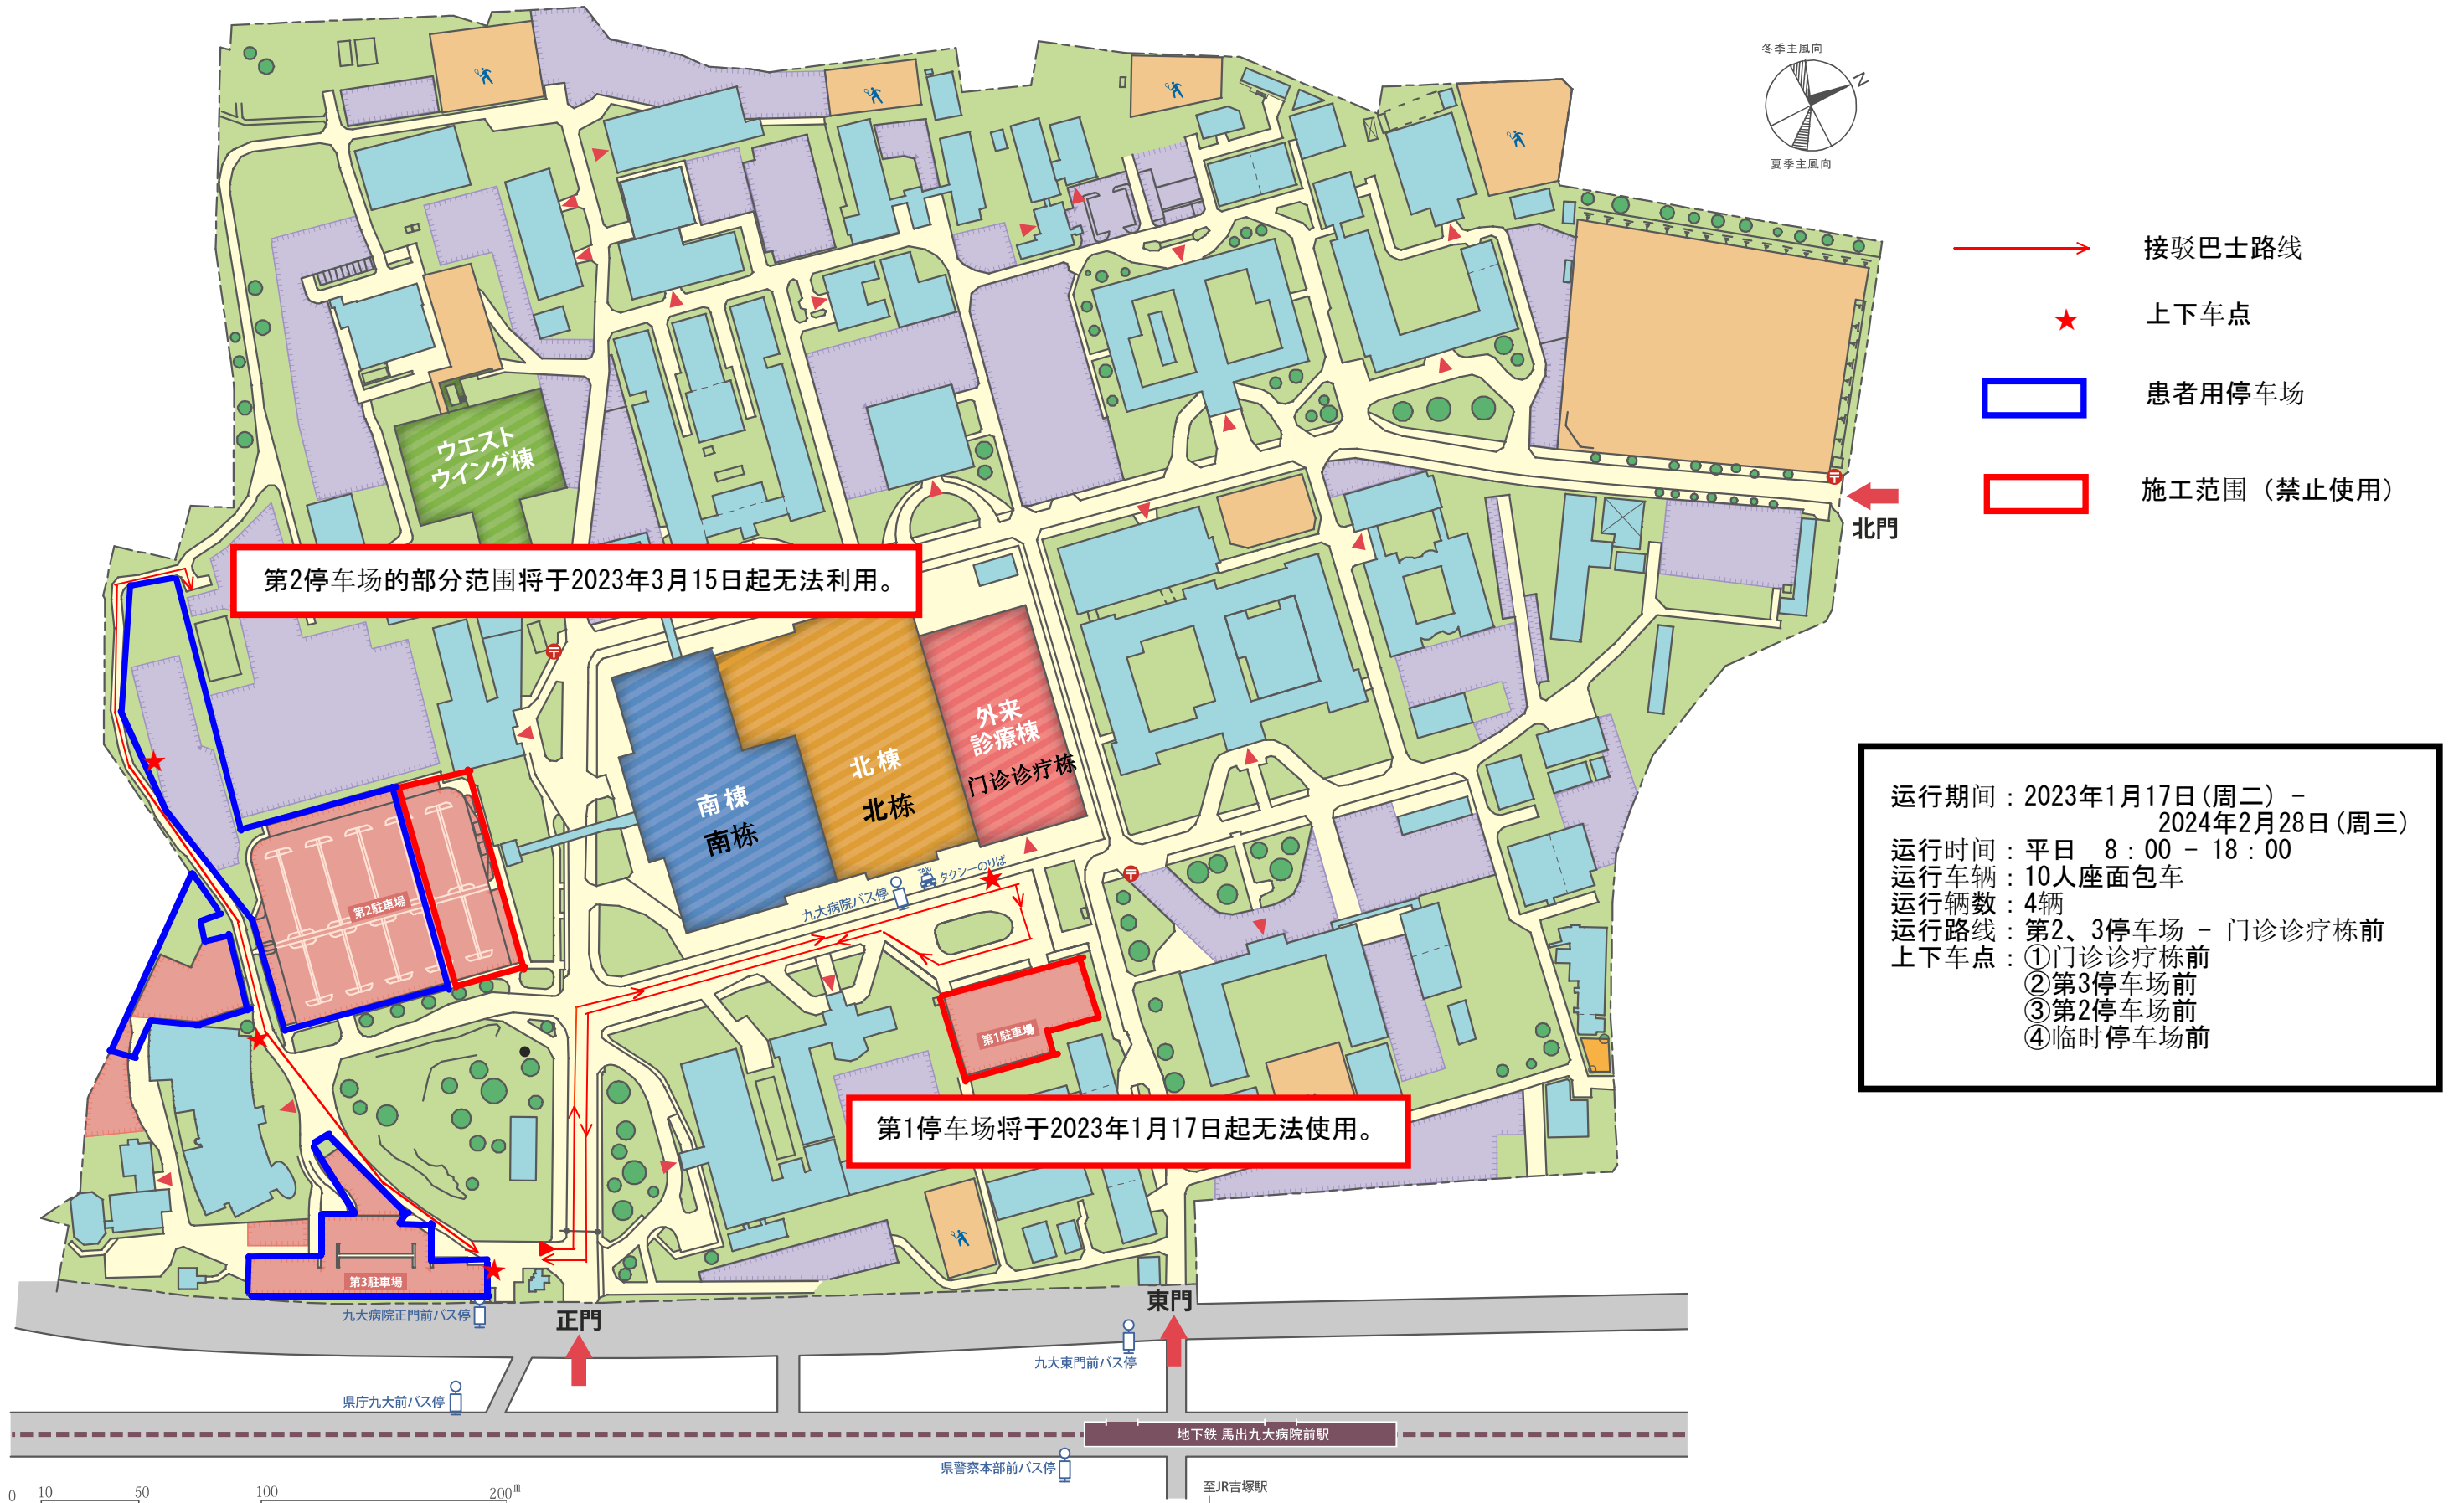 冬季主風向
N
夏季主風向
接驳巴士路线
上下车点
患者用停车场
施工范围（禁止使用）
北門
ウエスト
ウイング棟
第2停车场的部分范围将于2023年3月15日起无法利用。
外来
診療棟
门诊诊疗栋
北棟
北栋
南棟
南栋
運行期间：2023年1月17日(周二) -
2024年2月28日(周三)
运行时间：平日　8：00 － 18：00
运行车辆：10人座面包车
运行辆数：4辆
运行路线：第2、3停车场 － 门诊诊疗栋前
上下车点：①门诊诊疗栋前
②第3停车场前
③第2停车场前
④临时停车场前
九大病院バス停
TAXI
タクシーのりば
第2駐車場
第1駐車場
第1停车场将于2023年1月17日起无法使用。
第3駐車場
九大病院正門前バス停
正門
東門
九大東門前バス停
県庁九大前バス停
地下鉄 馬出九大病院前駅
県警察本部前バス停
至JR吉塚駅
0 10 50 100 200m